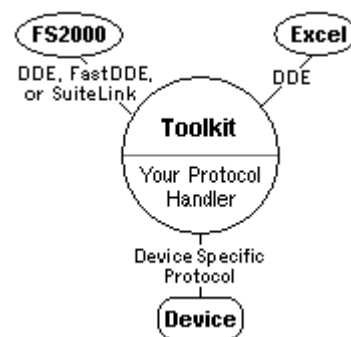 FS2000
Excel
DDE, FastDDE,
or SuiteLink
DDE
Toolkit
Your Protocol
Handler
Device Specific
Protocol
Device